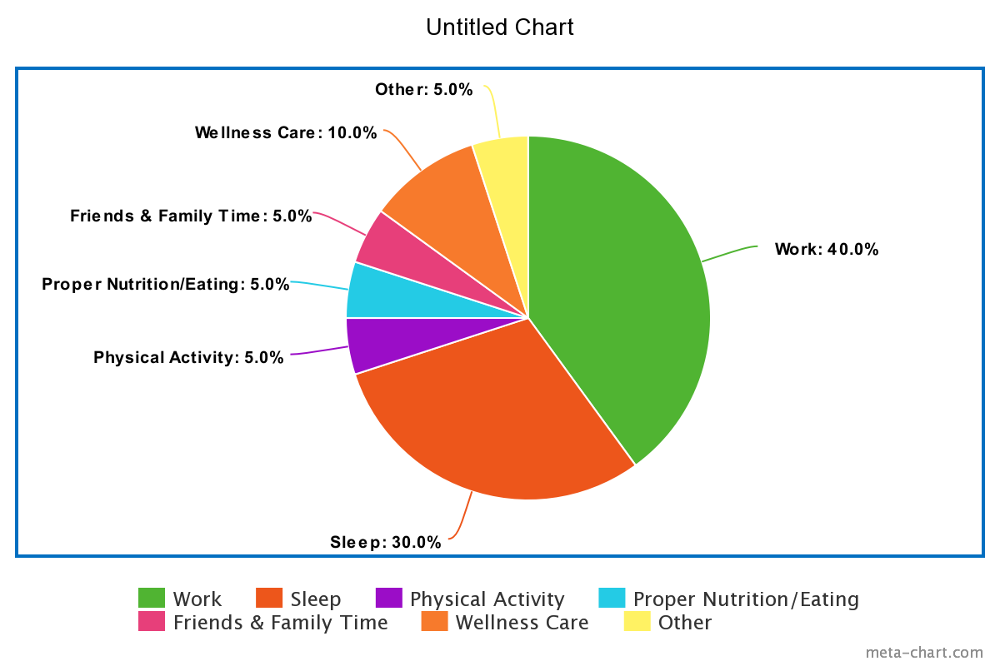 Untitled Chart
Other: 5.0%
Wellness Care: 10.0%
Friends & Family Time: 5.0%
Work: 40.0%
Proper Nutrition/Eating: 5.0%
Physical Activity: 5.0%
Sleep: 30.0%
Work Sleep Physical Activity Proper Nutrition/Eating
Friends & Family Time Wellness Care Other
meta-chart.com